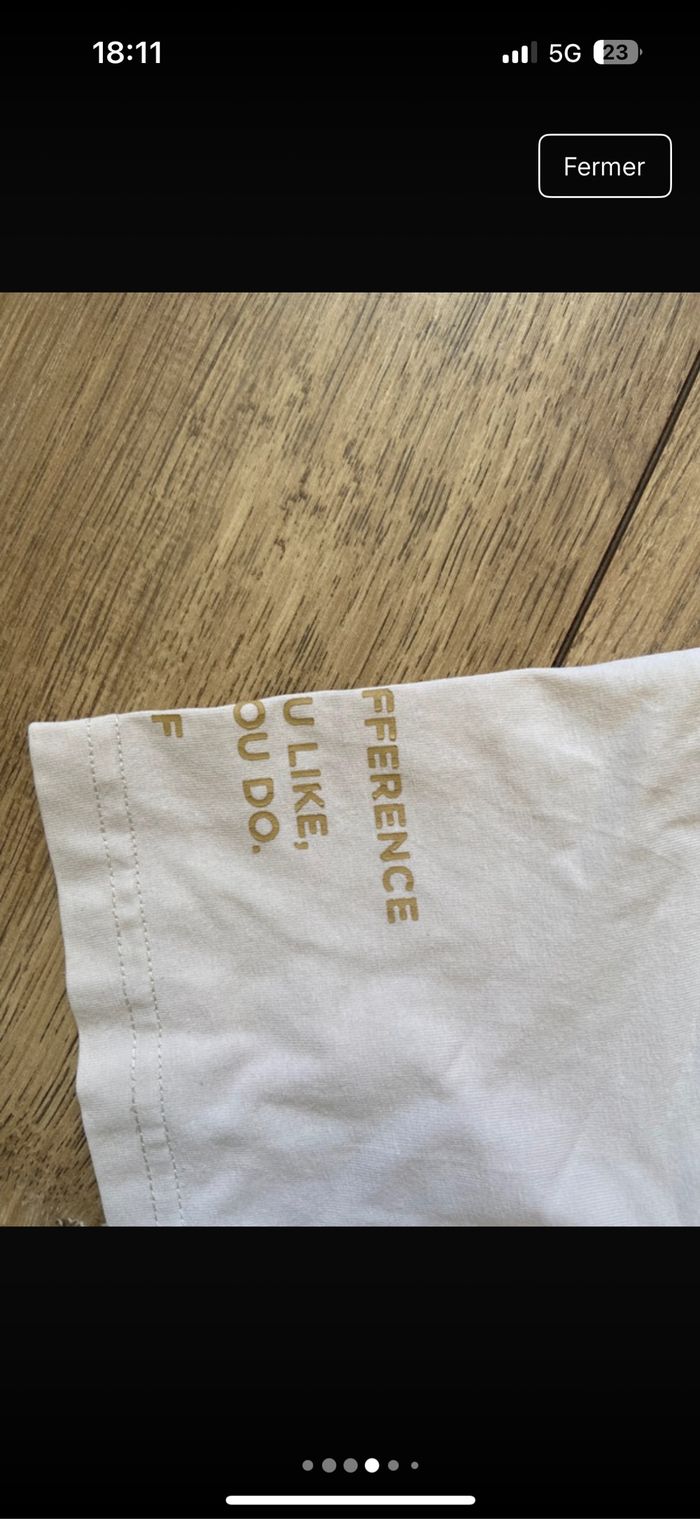 18:11
5G
23
Fermer
FFERENCE
U LIKE,
OU DO.
F